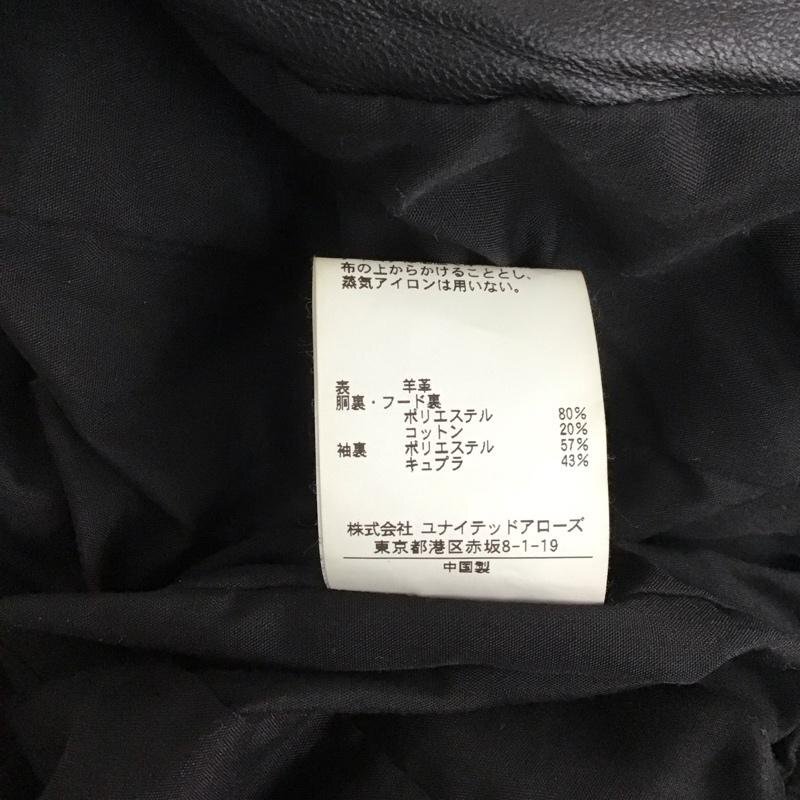 布の上からかけることとし、
蒸気アイロンは用いない。
表 羊革
胴裏・フード裏
ポリエステル 80%
コットン 20%
袖裏 ポリエステル 57%
キュプラ 43%
株式会社 ユナイテッドアローズ
東京都港区赤坂8-1-19
中国製